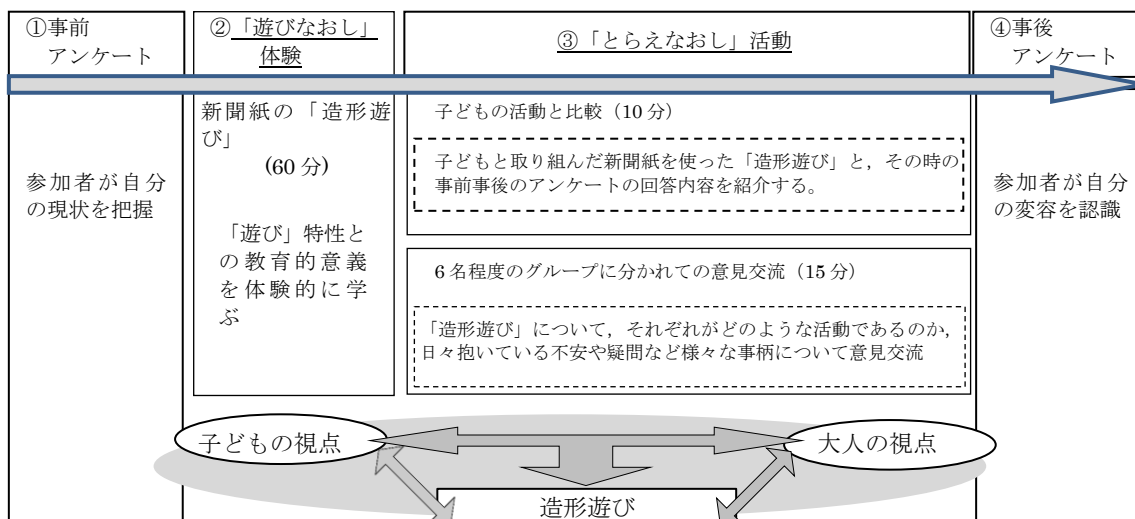 ①事前
アンケート
②「遊びなおし」
体験
③「とらえなおし」活動
④事後
アンケート
参加者が自分
の現状を把握
新聞紙の「造形遊
び」
(60 分)
「遊び」特性と
の教育的意義
を体験的に学
ぶ
子どもの活動と比較（10 分）
子どもと取り組んだ新聞紙を使った「造形遊び」と，その時の
事前事後のアンケートの回答内容を紹介する。
6 名程度のグループに分かれての意見交流（15 分）
「造形遊び」について，それぞれがどのような活動であるのか，
日々抱いている不安や疑問など様々な事柄について意見交流
参加者が自分
の変容を認識
子どもの視点
大人の視点
造形遊び